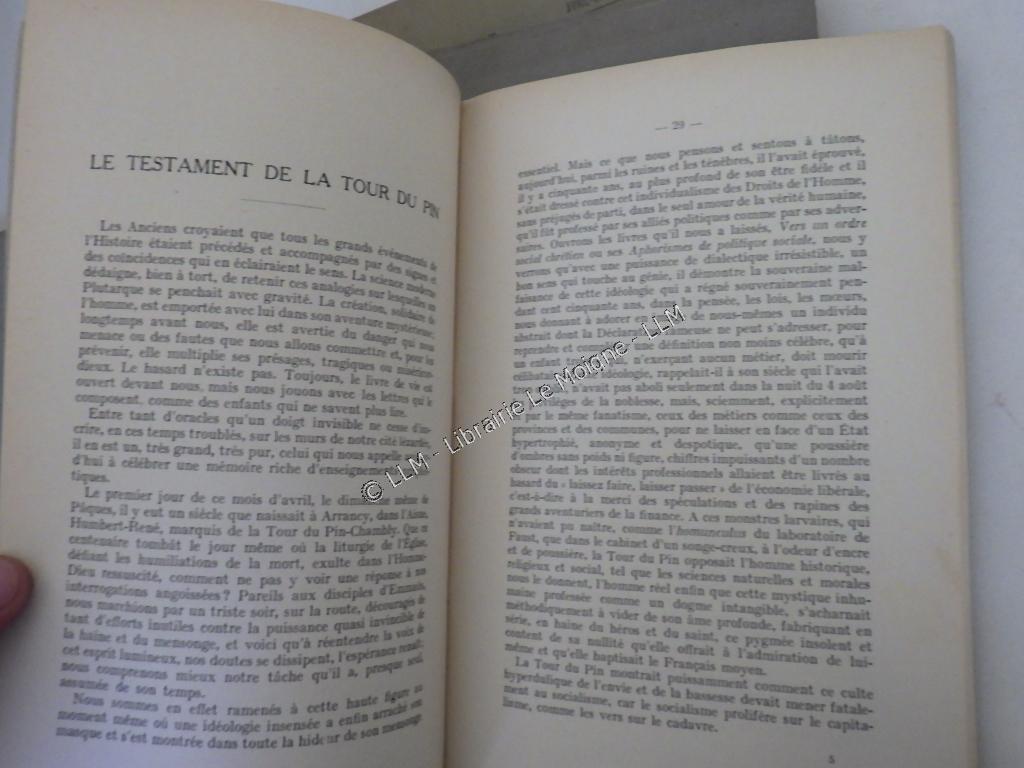 LE TESTAMENT DE LA TOUR DU PIN
Les Anciens croyaient que tous les grands événements de
l'Histoire étaient précédés et accompagnés par des signes et
des coïncidences qui en éclairaient le sens. La science moderne
dédaigne, bien à tort, de retenir ces analogies sur lesquelles un
Plutarque se penchait avec gravité. La création, solidaire de
l'homme, est emportée avec lui dans son aventure mystérieuse
longtemps avant nous, elle est avertie du danger qui nous
menace ou des fautes que nous allons commettre et, pour les
prévenir, elle multiplie ses présages, tragiques ou miséricor-
dieux. Le hasard n'existe pas. Toujours, le livre de vie est
ouvert devant nous, mais nous jouons avec les lettres qui le
composent, comme des enfants qui ne savent plus lire.
Entre tant d'oracles qu'un doigt invisible ne cesse d'ins-
crire, en ces temps troublés, sur les murs de notre cité lézardée,
il en est un, très grand, très pur, celui qui nous appelle
d'hui à célébrer une mémoire riche d'enseignements
tiques.
Le premier jour de ce mois d'avril, le dimanche même de
Pâques, il y eut un siècle que naissait à Arrancy, dans l'Aisne,
Humbert-René, marquis de la Tour du Pin-Chambly. Que ce
centenaire tombât le jour même où la liturgie de l'Église,
défiant les humiliations de la mort, exulte dans l'Homme-
Dieu ressuscité, comment ne pas y voir une réponse à nos
interrogations angoissées? Pareils aux disciples d'Emmaüs,
nous marchions par un triste soir, sur la route, découragés de
tant d'efforts inutiles contre la puissance quasi invincible de
la haine et du mensonge, et voici qu'à réentendre la voix de
cet esprit lumineux, nos doutes se dissipent, l'espérance renaît;
nous comprenons mieux notre tâche qu'il a, presque seul,
assumée de son temps.
Nous sommes en effet ramenés à cette haute figure au
moment même où une idéologie insensée a enfin arraché son
masque et s'est montrée dans toute la hideur de son mensonge
— 29 —
essentiel. Mais ce que nous pensons et sentons à tâtons,
aujourd'hui, parmi les ruines et les ténèbres, il l'avait éprouvé,
il y a cinquante ans, au plus profond de son être fidèle et il
s'était dressé contre cet individualisme des Droits de l'Homme,
sans préjugés de parti, dans le seul amour de la vérité humaine,
qu'il fût professé par ses alliés politiques comme par ses adver-
saires. Ouvrons les livres qu'il nous a laissés, Vers un ordre
social chrétien ou ses Aphorismes de politique sociale, nous y
verrons qu'avec une puissance de dialectique irrésistible, un
bon sens qui touche au génie, il démontre la souveraine mal-
faisance de cette idéologie qui a régné souverainement pen-
dant cent cinquante ans, dans la pensée, les lois, les mœurs,
nous donnant à adorer en de nous-mêmes un individu
abstrait dont la Déclaration fameuse ne peut s'adresser, pour
reprendre et une définition non moins célèbre, qu'à
un enfant n'exerçant aucun métier, doit mourir
célibataire idéologie, rappelait-il à son siècle qui l'avait
n'avait pas aboli seulement dans la nuit du 4 août
privilèges de la noblesse, mais, sciemment, explicitement
par le même fanatisme, ceux des métiers comme ceux des
provinces et des communes, pour ne laisser en face d'un État
hypertrophié, anonyme et despotique, qu'une poussière
d'ombres sans poids ni figure, chiffres impuissants d'un nombre
obscur dont les intérêts professionnels allaient être livrés au
hasard du « laissez faire, laisser passer » de l'économie libérale,
c'est-à-dire à la merci des spéculations et des rapines des
grands aventuriers de la finance. A ces monstres larvaires, qui
n'avaient pu naître, comme l'homunculus du laboratoire de
Faust, que dans le cabinet d'un songe-creux, à l'odeur d'encre
et de poussière, la Tour du Pin opposait l'homme historique,
religieux et social, tel que les sciences naturelles et morales
nous le donnent, l'homme réel enfin que cette mystique inhu-
maine professée comme un dogme intangible, s'acharnait
méthodiquement à vider de son âme profonde, fabriquant en
série, en haine du héros et du saint, ce pygmée insolent et
content de sa nullité qu'elle offrait à l'admiration de lui-
même et qu'elle baptisait le Français moyen.
La Tour du Pin montrait puissamment comment ce culte
hyperdulique de l'envie et de la bassesse devait mener fatale-
ment au socialisme, car le socialisme prolifère sur le capita-
lisme, comme les vers sur le cadavre.
5
© LLM - Librairie Le Moigne - LLM